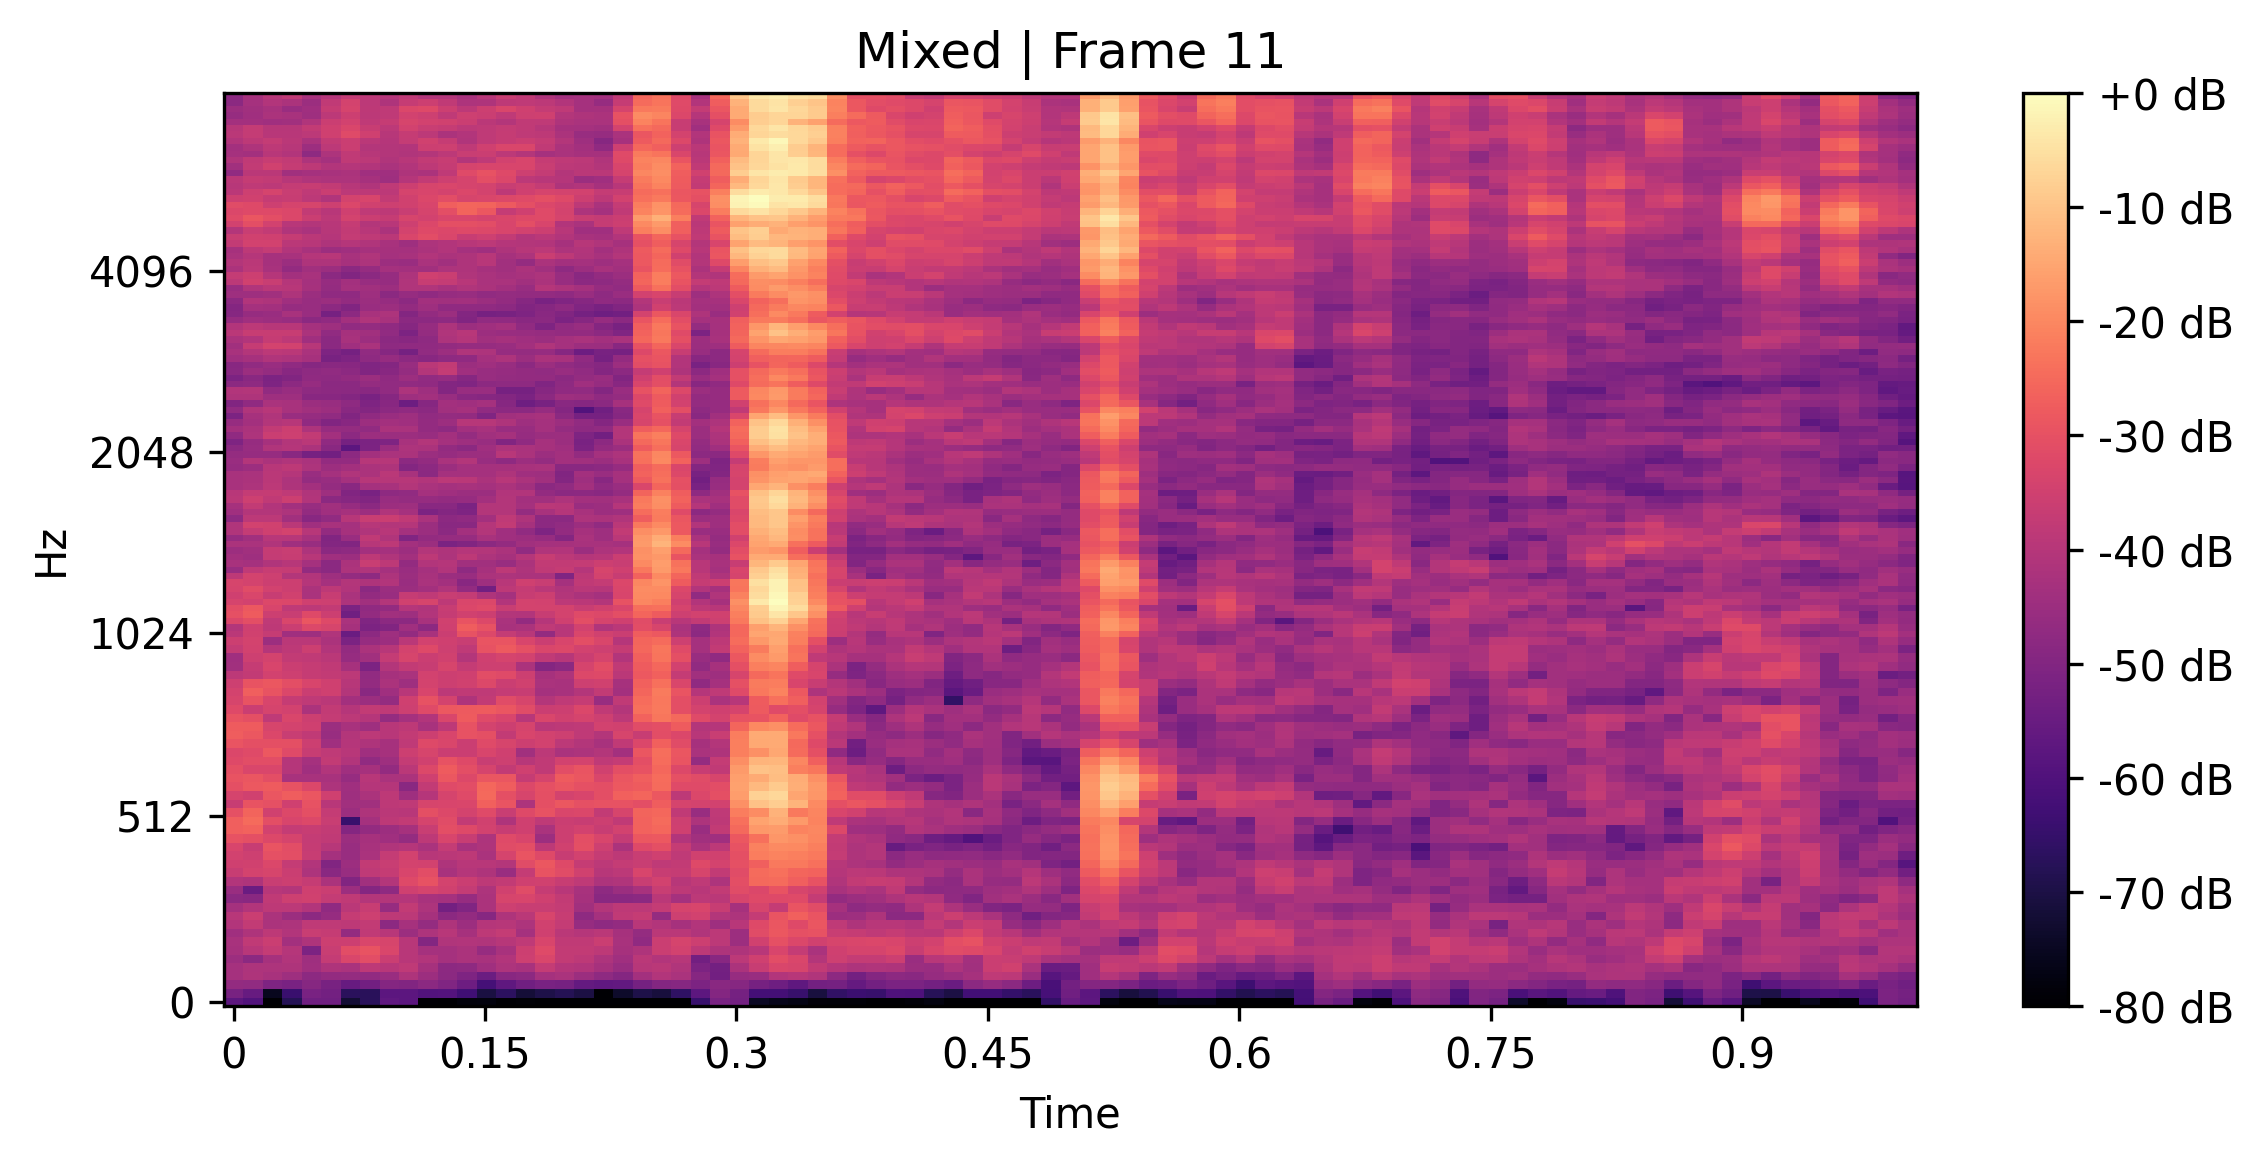 Mixed | Frame 11
+0 dB
-10 dB
-20 dB
-30 dB
-40 dB
-50 dB
-60 dB
-70 dB
-80 dB
Hz
4096
2048
1024
512
0
0 0.15 0.3 0.45 0.6 0.75 0.9
Time